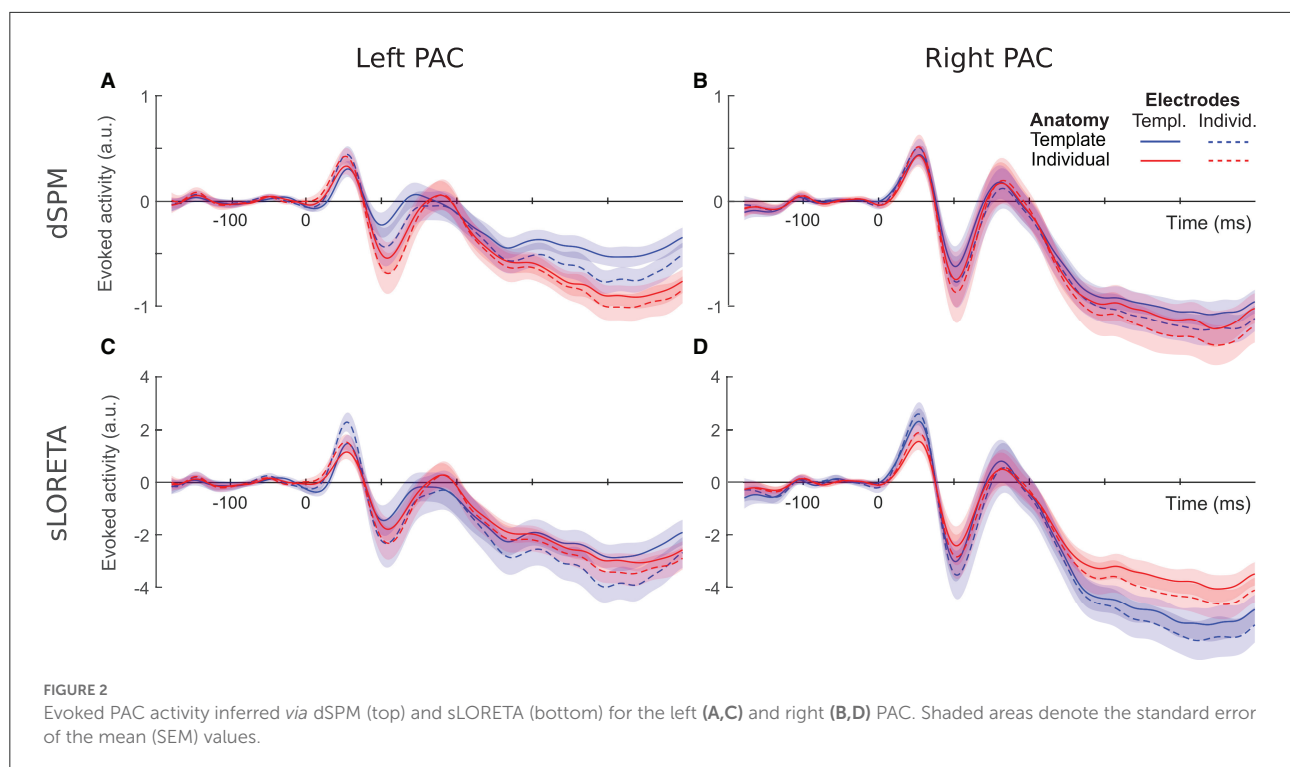 Left PAC
Right PAC
A
B
Electrodes
Anatomy Templ. Individ.
Template
Individual
dSPM
Evoked activity (a.u.)
1
0
-1
-100
0
1
0
-1
-100
0
Time (ms)
C
D
sLORETA
Evoked activity (a.u.)
4
2
0
-2
-4
-100
0
4
2
0
-2
-4
-100
0
Time (ms)
FIGURE 2
Evoked PAC activity inferred via dSPM (top) and sLORETA (bottom) for the left (A,C) and right (B,D) PAC. Shaded areas denote the standard error
of the mean (SEM) values.